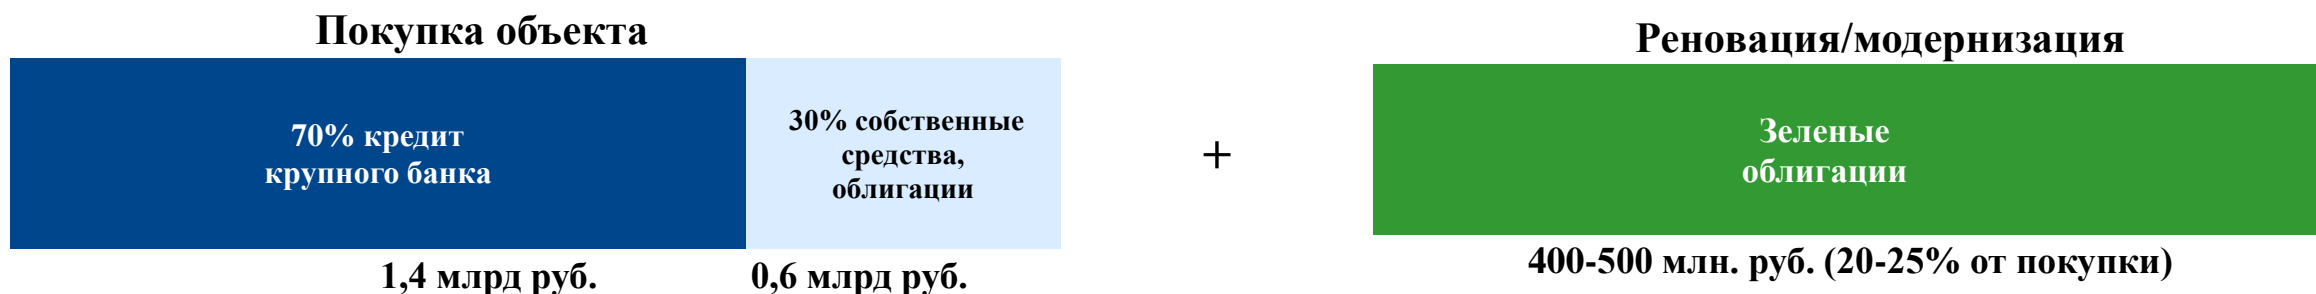 Покупка объекта
70% кредит
крупного банка
30% собственные
средства,
облигации
1,4 млрд руб.
0,6 млрд руб.
+
Реновация/модернизация
Зеленые
облигации
400-500 млн. руб. (20-25% от покупки)